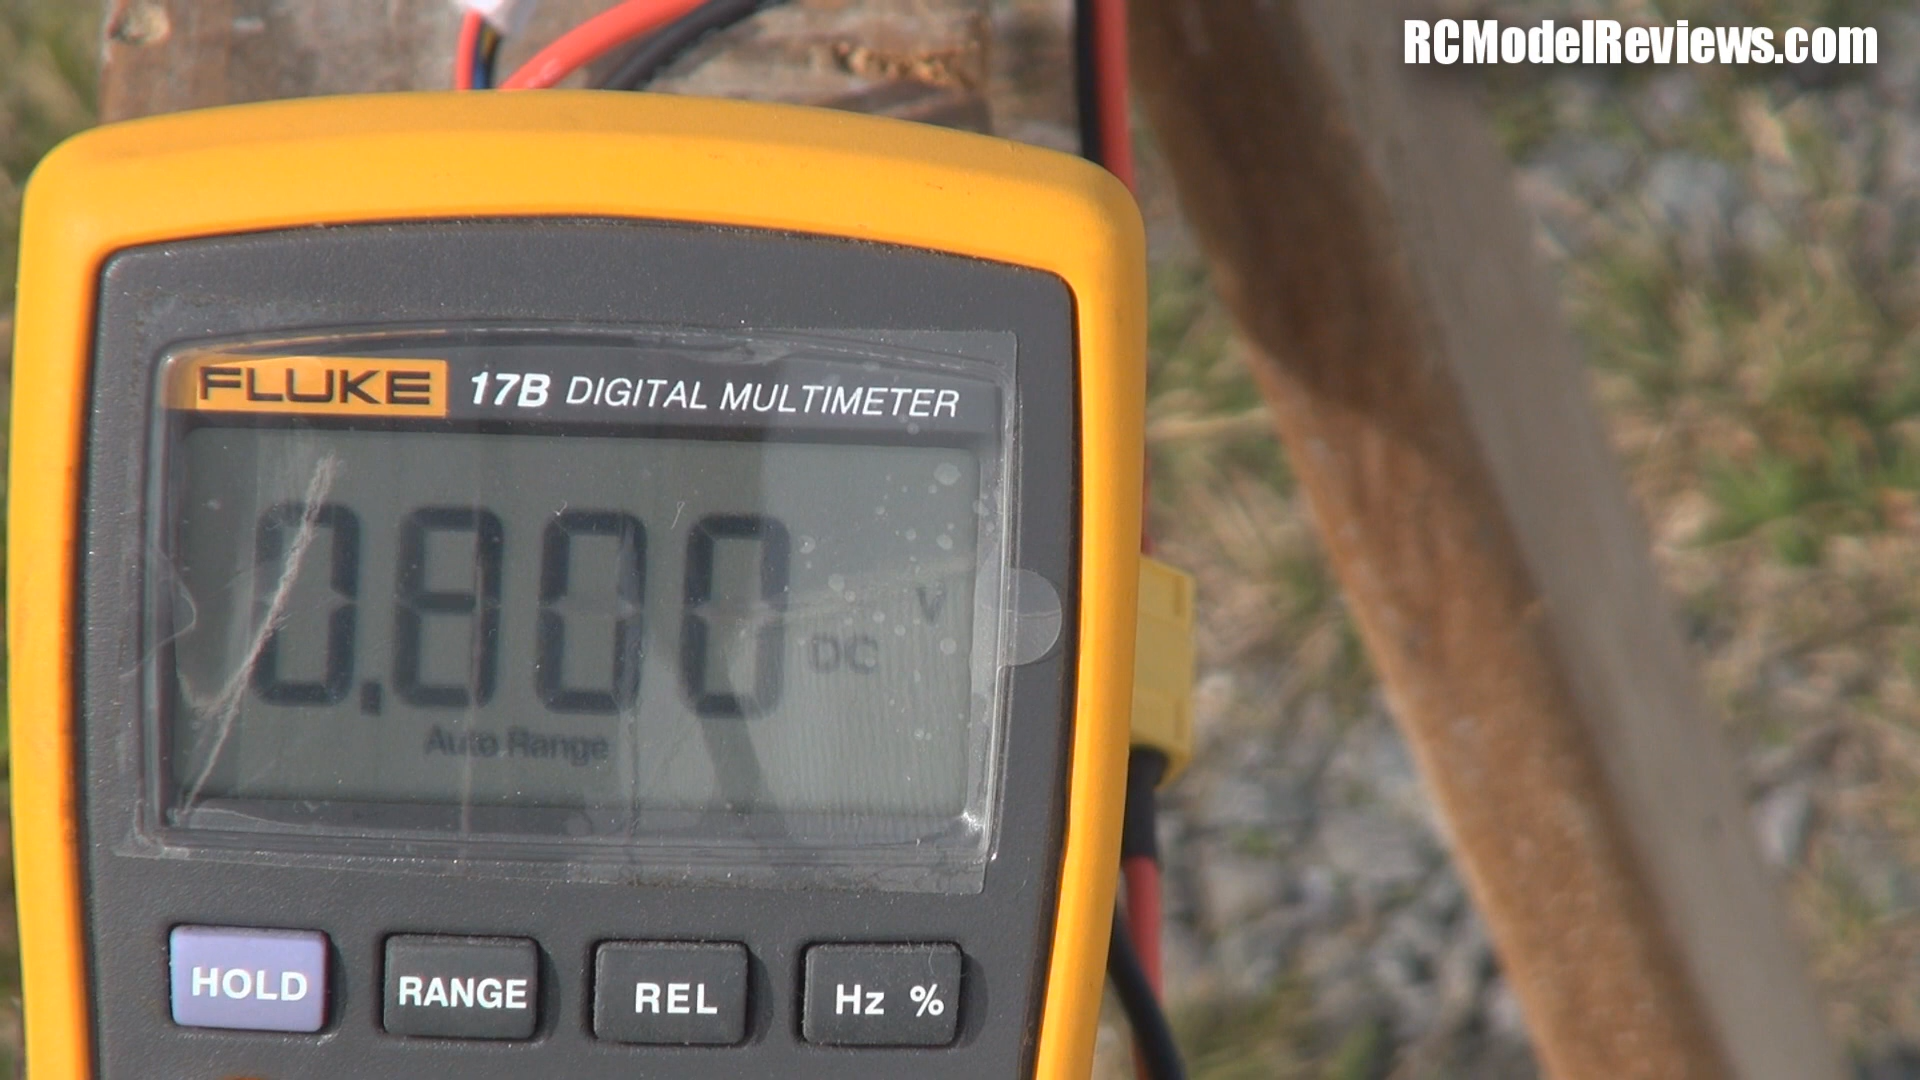 RCModelReviews.com
FLUKE 17B DIGITAL MULTIMETER
0.800 V DC
Auto Range
HOLD RANGE REL Hz %